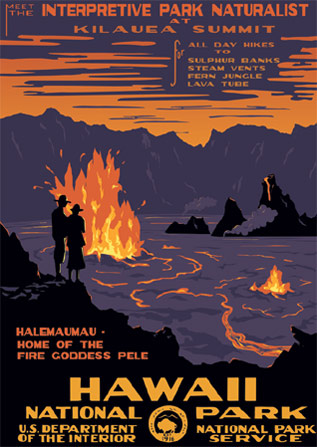 MEET THE INTERPRETIVE PARK NATURALIST
AT
KILAUEA SUMMIT
for ALL DAY HIKES
TO
SULPHUR BANKS
STEAM VENTS
FERN JUNGLE
LAVA TUBE
HALEMAUMAU -
HOME OF THE
FIRE GODDESS PELE
HAWAII
NATIONAL PARK
U.S. DEPARTMENT OF THE INTERIOR
NATIONAL PARK SERVICE